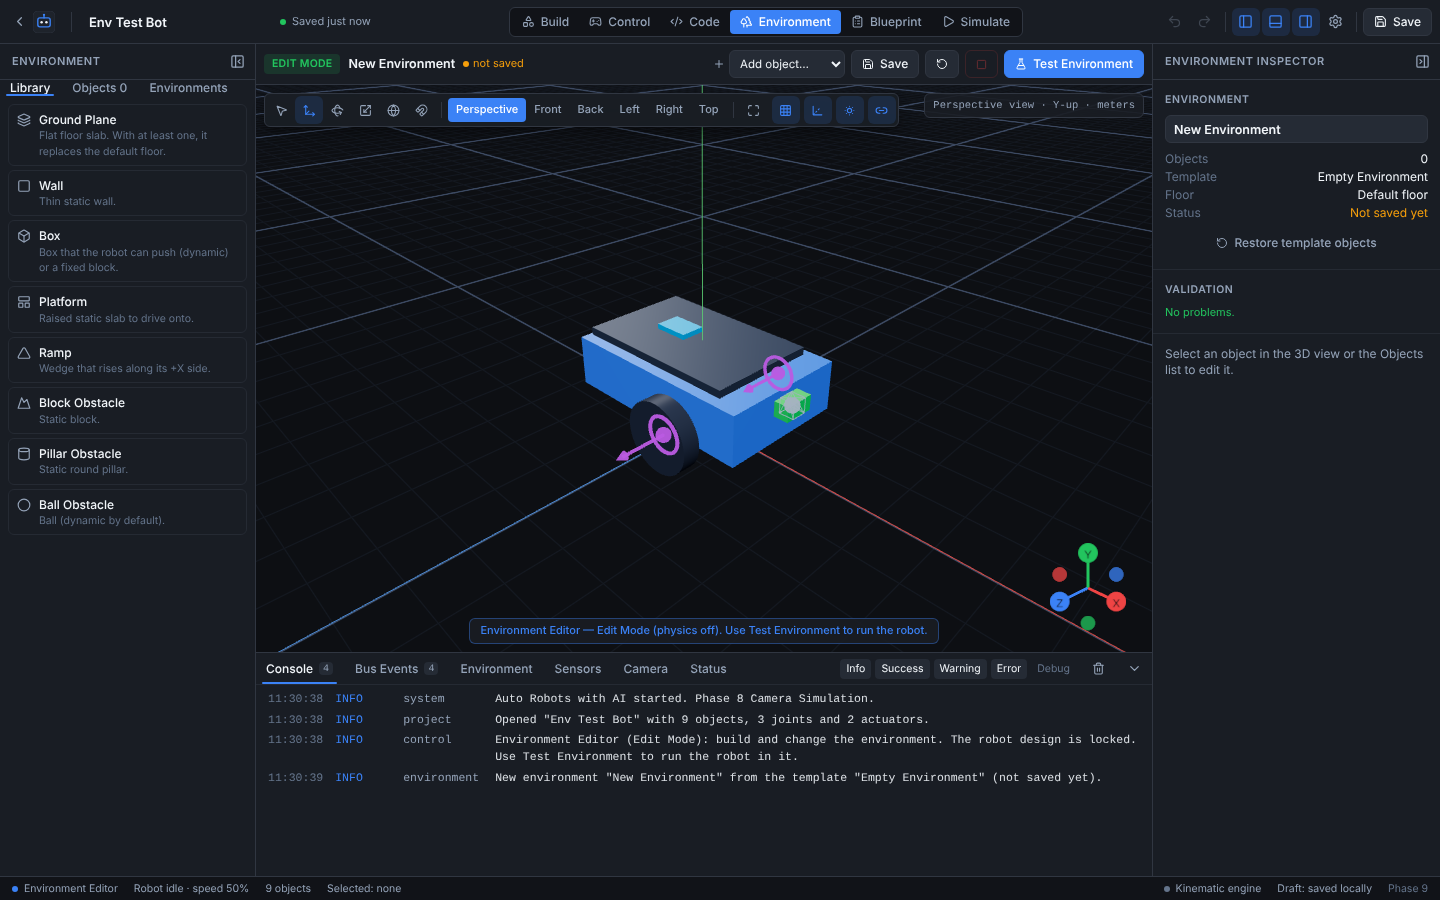 Env Test Bot
Saved just now
Build
Control
Code
Environment
Blueprint
Simulate
Save
ENVIRONMENT
EDIT MODE
New Environment
not saved
Add object...
Save
Test Environment
ENVIRONMENT INSPECTOR
Library
Objects 0
Environments
Ground Plane
Flat floor slab. With at least one, it
replaces the default floor.
Wall
Thin static wall.
Box
Box that the robot can push (dynamic)
or a fixed block.
Platform
Raised static slab to drive onto.
Ramp
Wedge that rises along its +X side.
Block Obstacle
Static block.
Pillar Obstacle
Static round pillar.
Ball Obstacle
Ball (dynamic by default).
Perspective
Front
Back
Left
Right
Top
Perspective view · Y-up · meters
Y
Z
X
Environment Editor — Edit Mode (physics off). Use Test Environment to run the robot.
ENVIRONMENT
New Environment
Objects 0
Template Empty Environment
Floor Default floor
Status Not saved yet
Restore template objects
VALIDATION
No problems.
Select an object in the 3D view or the Objects
list to edit it.
Console 4
Bus Events 4
Environment
Sensors
Camera
Status
Info
Success
Warning
Error
Debug
11:30:38 INFO system Auto Robots with AI started. Phase 8 Camera Simulation.
11:30:38 INFO project Opened "Env Test Bot" with 9 objects, 3 joints and 2 actuators.
11:30:38 INFO control Environment Editor (Edit Mode): build and change the environment. The robot design is locked.
Use Test Environment to run the robot in it.
11:30:39 INFO environment New environment "New Environment" from the template "Empty Environment" (not saved yet).
Environment Editor
Robot idle · speed 50%
9 objects
Selected: none
Kinematic engine
Draft: saved locally
Phase 9